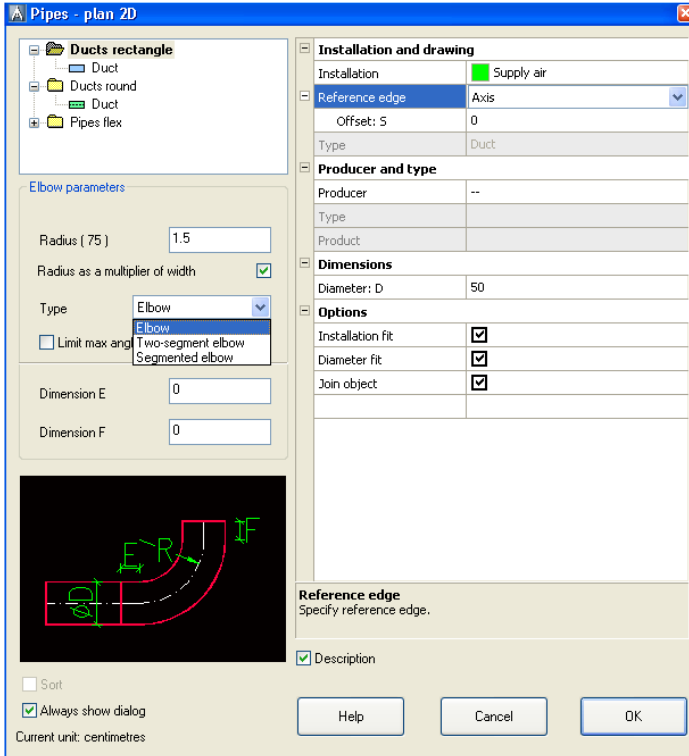 Pipes - plan 2D
Ducts rectangle
Duct
Ducts round
Duct
Pipes flex
Elbow parameters
Radius ( 75 )
1.5
Radius as a multiplier of width
Type
Elbow
Elbow
Two-segment elbow
Segmented elbow
Limit max angl
Dimension E
0
Dimension F
0
E
R
F
ØD
Sort
Always show dialog
Current unit: centimetres
Installation and drawing
Installation
Supply air
Reference edge
Axis
Offset: S
0
Type
Duct
Producer and type
Producer
--
Type
Product
Dimensions
Diameter: D
50
Options
Installation fit
Diameter fit
Join object
Reference edge
Specify reference edge.
Description
Help
Cancel
OK